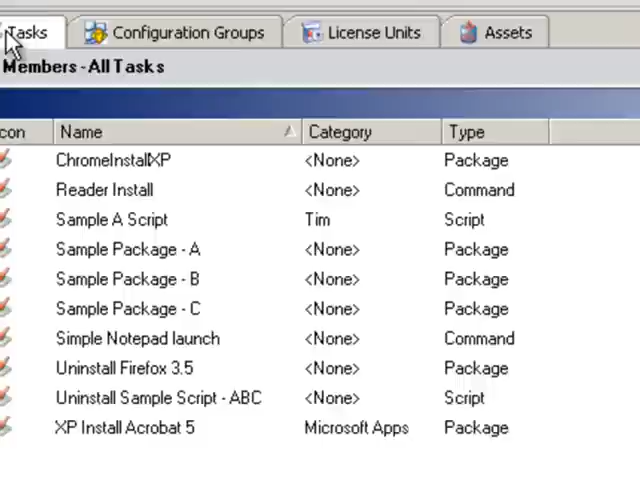 Tasks Configuration Groups License Units Assets
Members - All Tasks
con Name Category Type
ChromeInstallXP <None> Package
Reader Install <None> Command
Sample A Script Tim Script
Sample Package - A <None> Package
Sample Package - B <None> Package
Sample Package - C <None> Package
Simple Notepad launch <None> Command
Uninstall Firefox 3.5 <None> Package
Uninstall Sample Script - ABC <None> Script
XP Install Acrobat 5 Microsoft Apps Package